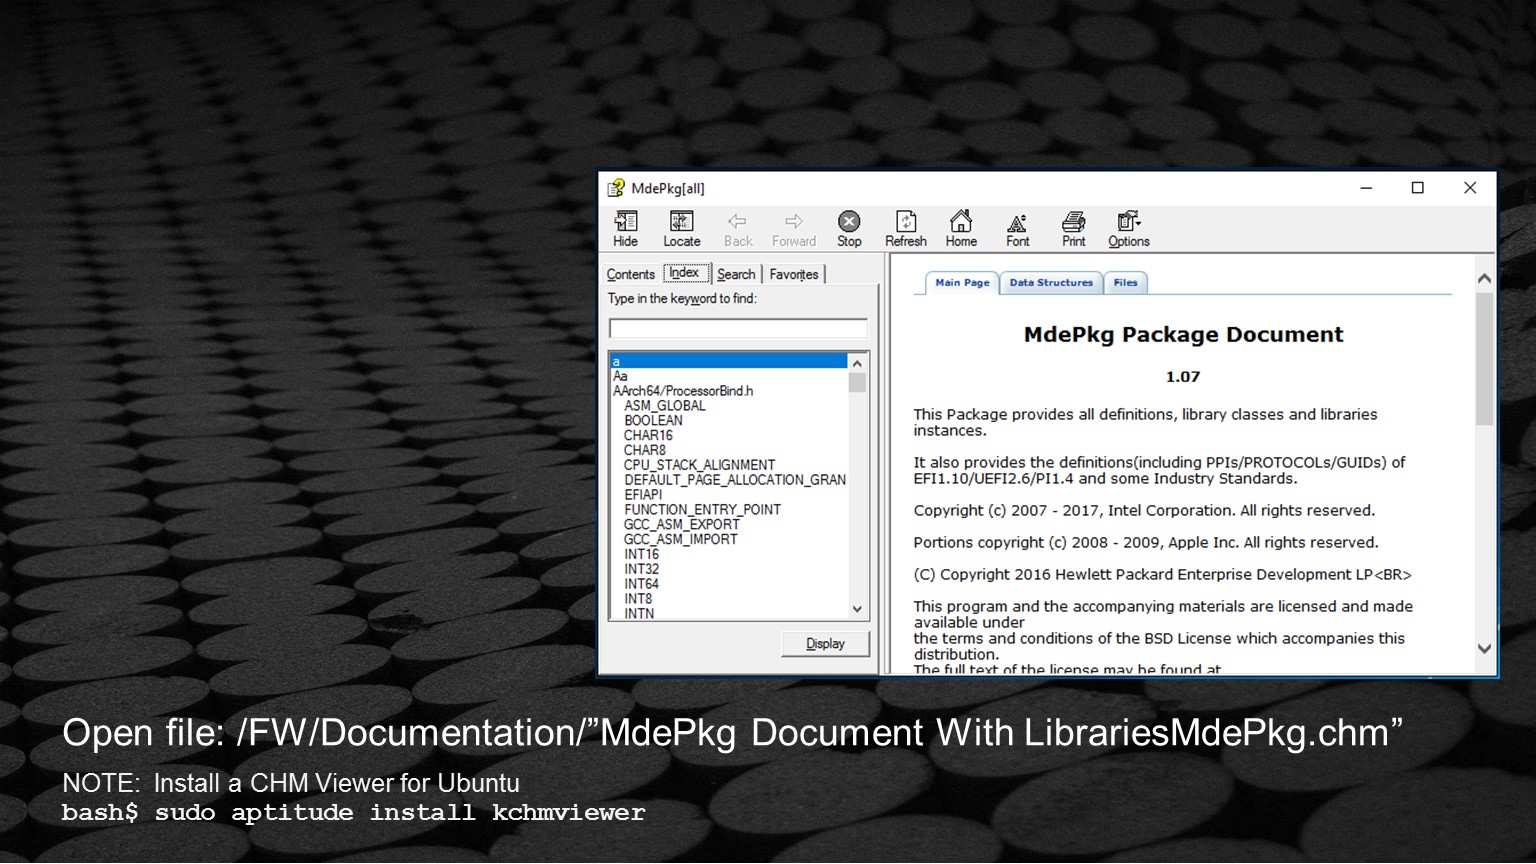 MdePkg[all]
Hide Locate Back Forward Stop Refresh Home Font Print Options
Contents Index Search Favorites
Type in the keyword to find:
a
Aa
AArch64/ProcessorBind.h
ASM_GLOBAL
BOOLEAN
CHAR16
CHAR8
CPU_STACK_ALIGNMENT
DEFAULT_PAGE_ALLOCATION_GRAN
EFIAPI
FUNCTION_ENTRY_POINT
GCC_ASM_EXPORT
GCC_ASM_IMPORT
INT16
INT32
INT64
INT8
INTN
Display
Main Page Data Structures Files
MdePkg Package Document
1.07
This Package provides all definitions, library classes and libraries
instances.
It also provides the definitions(including PPIs/PROTOCOLs/GUIDs) of
EFI1.10/UEFI2.6/PI1.4 and some Industry Standards.
Copyright (c) 2007 - 2017, Intel Corporation. All rights reserved.
Portions copyright (c) 2008 - 2009, Apple Inc. All rights reserved.
(C) Copyright 2016 Hewlett Packard Enterprise Development LP<BR>
This program and the accompanying materials are licensed and made
available under
the terms and conditions of the BSD License which accompanies this
distribution.
The full text of the license may be found at
Open file: /FW/Documentation/”MdePkg Document With LibrariesMdePkg.chm”
NOTE: Install a CHM Viewer for Ubuntu
bash$ sudo aptitude install kchmviewer